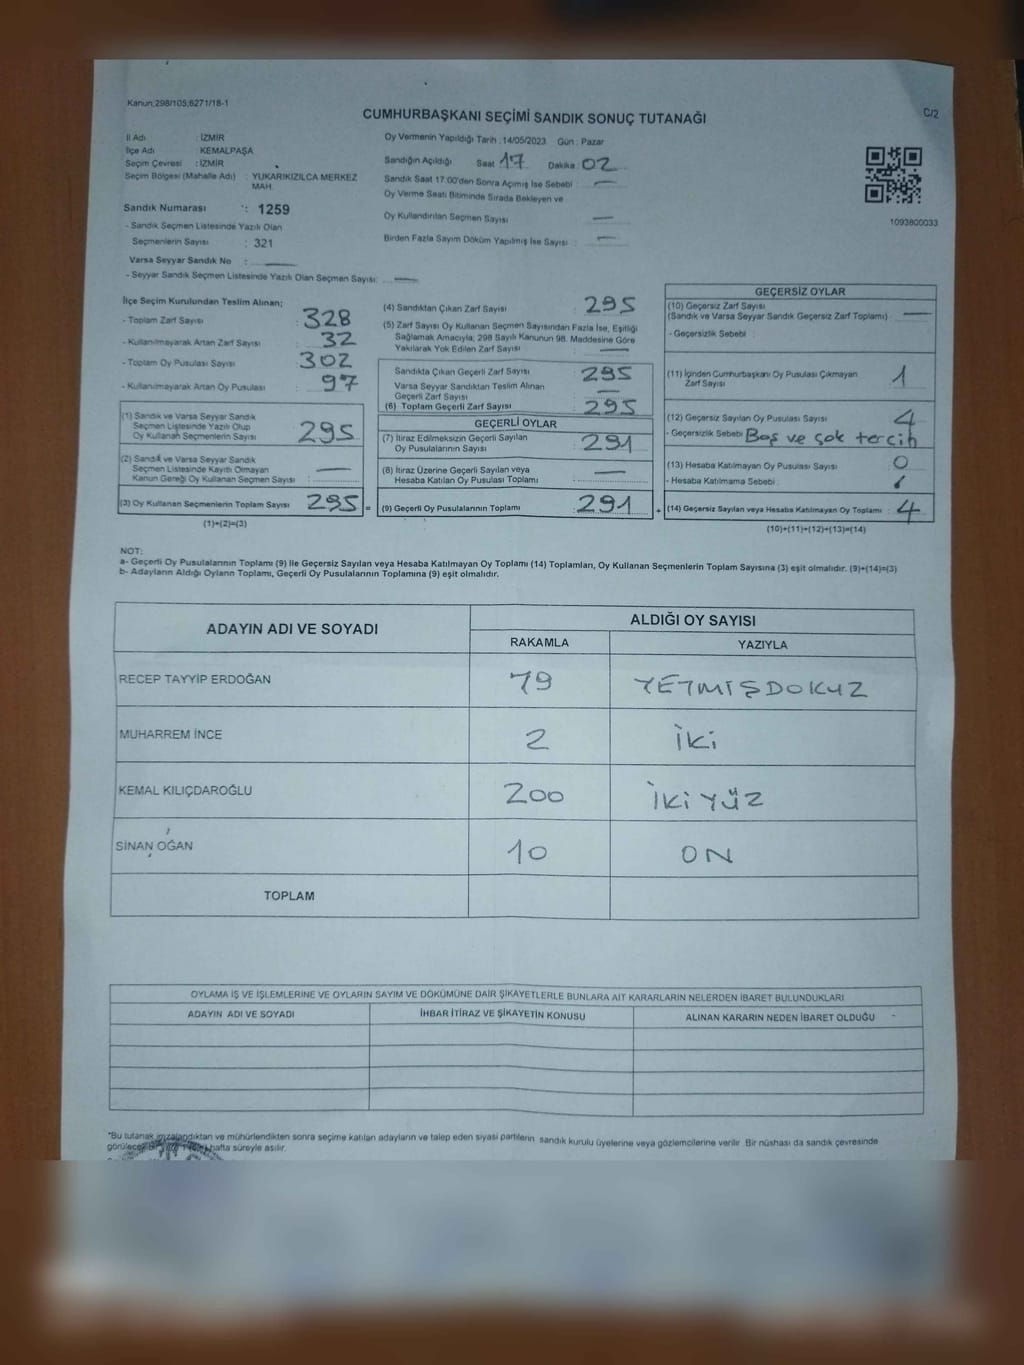 Kanun;298/105;6271/18-1
CUMHURBAŞKANI SEÇİMİ SANDIK SONUÇ TUTANAĞI
C/2
İl Adı : İZMİR
İlçe Adı : KEMALPAŞA
Seçim Çevresi : İZMİR
Seçim Bölgesi (Mahalle Adı) : YUKARIKIZILCA MERKEZ
MAH.
Sandık Numarası : 1259
- Sandık Seçmen Listesinde Yazılı Olan
Seçmenlerin Sayısı : 321
Varsa Seyyar Sandık No : —
- Seyyar Sandık Seçmen Listesinde Yazılı Olan Seçmen Sayısı: —
Oy Vermenin Yapıldığı Tarih : 14/05/2023 Gün : Pazar
Sandığın Açıldığı Saat 17 Dakika 02
Sandık Saat 17:00'den Sonra Açımış İse Sebebi : —
Oy Verme Saati Bitiminde Sırada Bekleyen ve
Oy Kullandırılan Seçmen Sayısı —
Birden Fazla Sayım Döküm Yapılmış İse Sayısı : —
1093800033
İlçe Seçim Kurulundan Teslim Alınan;
- Toplam Zarf Sayısı : 328
- Kullanılmayarak Artan Zarf Sayısı : 32
- Toplam Oy Pusulası Sayısı : 302
- Kullanılmayarak Artan Oy Pusulası : 97
(1) Sandık ve Varsa Seyyar Sandık
Seçmen Listesinde Yazılı Olup
Oy Kullanan Seçmenlerin Sayısı : 295
(2) Sandık ve Varsa Seyyar Sandık
Seçmen Listesinde Kayıtlı Olmayan
Kanun Gereği Oy Kullanan Seçmen Sayısı : —
(3) Oy Kullanan Seçmenlerin Toplam Sayısı : 295 =
(1)+(2)=(3)
(4) Sandıktan Çıkan Zarf Sayısı : 295
(5) Zarf Sayısı Oy Kullanan Seçmen Sayısından Fazla İse, Eşitliği
Sağlamak Amacıyla, 298 Sayılı Kanunun 98. Maddesine Göre
Yakılarak Yok Edilen Zarf Sayısı : —
Sandıkta Çıkan Geçerli Zarf Sayısı : 295
Varsa Seyyar Sandıktan Teslim Alınan
Geçerli Zarf Sayısı : —
(6) Toplam Geçerli Zarf Sayısı : 295
GEÇERLİ OYLAR
(7) İtiraz Edilmeksizin Geçerli Sayılan
Oy Pusulalarının Sayısı : 291
(8) İtiraz Üzerine Geçerli Sayılan veya
Hesaba Katılan Oy Pusulası Toplamı : —
(9) Geçerli Oy Pusulalarının Toplamı : 291 +
GEÇERSİZ OYLAR
(10) Geçersiz Zarf Sayısı
(Sandık ve Varsa Seyyar Sandık Geçersiz Zarf Toplamı) : —
- Geçersizlik Sebebi :
(11) İçinden Cumhurbaşkanı Oy Pusulası Çıkmayan
Zarf Sayısı : 1
(12) Geçersiz Sayılan Oy Pusulası Sayısı : 4
- Geçersizlik Sebebi Boş ve çok tercih
(13) Hesaba Katılmayan Oy Pusulası Sayısı : 0
- Hesaba Katılmama Sebebi :
(14) Geçersiz Sayılan veya Hesaba Katılmayan Oy Toplamı : 4
(10)+(11)+(12)+(13)=(14)
NOT:
a- Geçerli Oy Pusulalarının Toplamı (9) ile Geçersiz Sayılan veya Hesaba Katılmayan Oy Toplamı (14) Toplamları, Oy Kullanan Seçmenlerin Toplam Sayısına (3) eşit olmalıdır. (9)+(14)=(3)
b- Adayların Aldığı Oyların Toplamı, Geçerli Oy Pusulalarının Toplamına (9) eşit olmalıdır.
ADAYIN ADI VE SOYADI
ALDIĞI OY SAYISI
RAKAMLA YAZIYLA
RECEP TAYYİP ERDOĞAN 79 YETMİŞDOKUZ
MUHARREM İNCE 2 İKİ
KEMAL KILIÇDAROĞLU 200 İKİ YÜZ
SİNAN OĞAN 10 ON
TOPLAM
OYLAMA İŞ VE İŞLEMLERİNE VE OYLARIN SAYIM VE DÖKÜMÜNE DAİR ŞİKAYETLERLE BUNLARA AİT KARARLARIN NELERDEN İBARET BULUNDUKLARI
ADAYIN ADI VE SOYADI İHBAR İTİRAZ VE ŞİKAYETİN KONUSU ALINAN KARARIN NEDEN İBARET OLDUĞU
*Bu tutanak imzalandıktan ve mühürlendikten sonra seçime katılan adayların ve talep eden siyasi partilerin sandık kurulu üyelerine veya gözlemcilerine verilir. Bir nüshası da sandık çevresinde
hafta süreyle asılır.